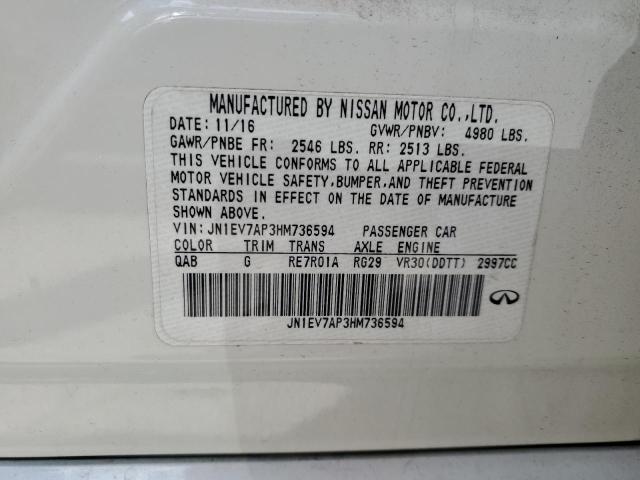 MANUFACTURED BY NISSAN MOTOR CO.,LTD.
DATE: 11/16 GVWR/PNBV: 4980 LBS.
GAWR/PNBE FR: 2546 LBS. RR: 2513 LBS.
THIS VEHICLE CONFORMS TO ALL APPLICABLE FEDERAL
MOTOR VEHICLE SAFETY,BUMPER,AND THEFT PREVENTION
STANDARDS IN EFFECT ON THE DATE OF MANUFACTURE
SHOWN ABOVE.
VIN: JN1EV7AP3HM736594 PASSENGER CAR
COLOR TRIM TRANS AXLE ENGINE
QAB G RE7R01A RG29 VR30(DDTT) 2997CC
JN1EV7AP3HM736594